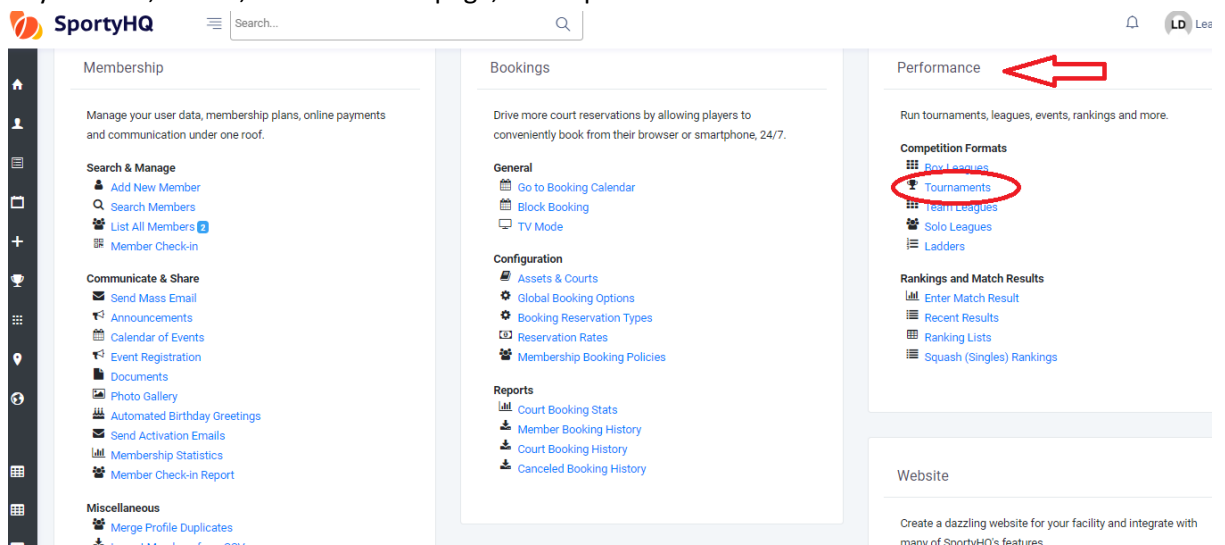 SportyHQ
Search...
LD Lea
Membership
Manage your user data, membership plans, online payments
and communication under one roof.
Search & Manage
Add New Member
Search Members
List All Members 2
Member Check-in
Communicate & Share
Send Mass Email
Announcements
Calendar of Events
Event Registration
Documents
Photo Gallery
Automated Birthday Greetings
Send Activation Emails
Membership Statistics
Member Check-in Report
Miscellaneous
Merge Profile Duplicates
Bookings
Drive more court reservations by allowing players to
conveniently book from their browser or smartphone, 24/7.
General
Go to Booking Calendar
Block Booking
TV Mode
Configuration
Assets & Courts
Global Booking Options
Booking Reservation Types
Reservation Rates
Membership Booking Policies
Reports
Court Booking Stats
Member Booking History
Court Booking History
Canceled Booking History
Performance
Run tournaments, leagues, events, rankings and more.
Competition Formats
Box Leagues
Tournaments
Team Leagues
Solo Leagues
Ladders
Rankings and Match Results
Enter Match Result
Recent Results
Ranking Lists
Squash (Singles) Rankings
Website
Create a dazzling website for your facility and integrate with
many of SportyHQ's features